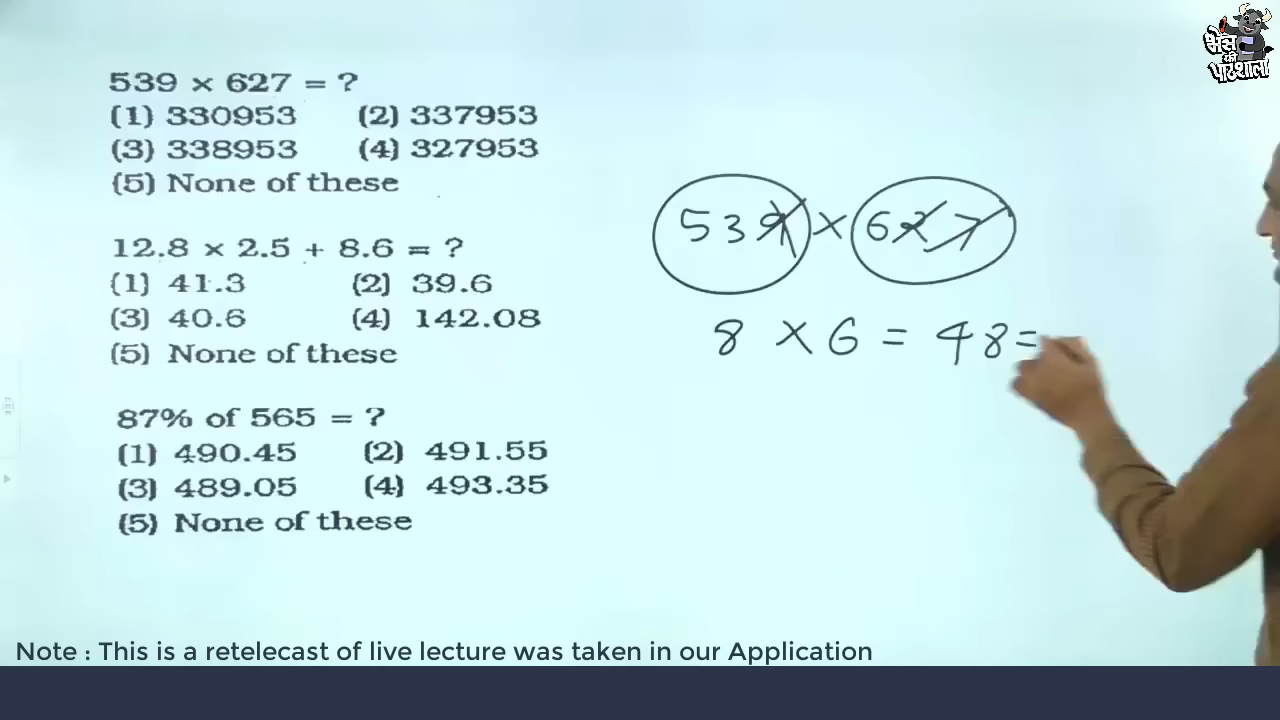 भैंस
की
पाठशाला
539 × 627 = ?
(1) 330953 (2) 337953
(3) 338953 (4) 327953
(5) None of these
12.8 × 2.5 + 8.6 = ?
(1) 41.3 (2) 39.6
(3) 40.6 (4) 142.08
(5) None of these
87% of 565 = ?
(1) 490.45 (2) 491.55
(3) 489.05 (4) 493.35
(5) None of these
539 × 627
8 × 6 = 48 =
Note : This is a retelecast of live lecture was taken in our Application